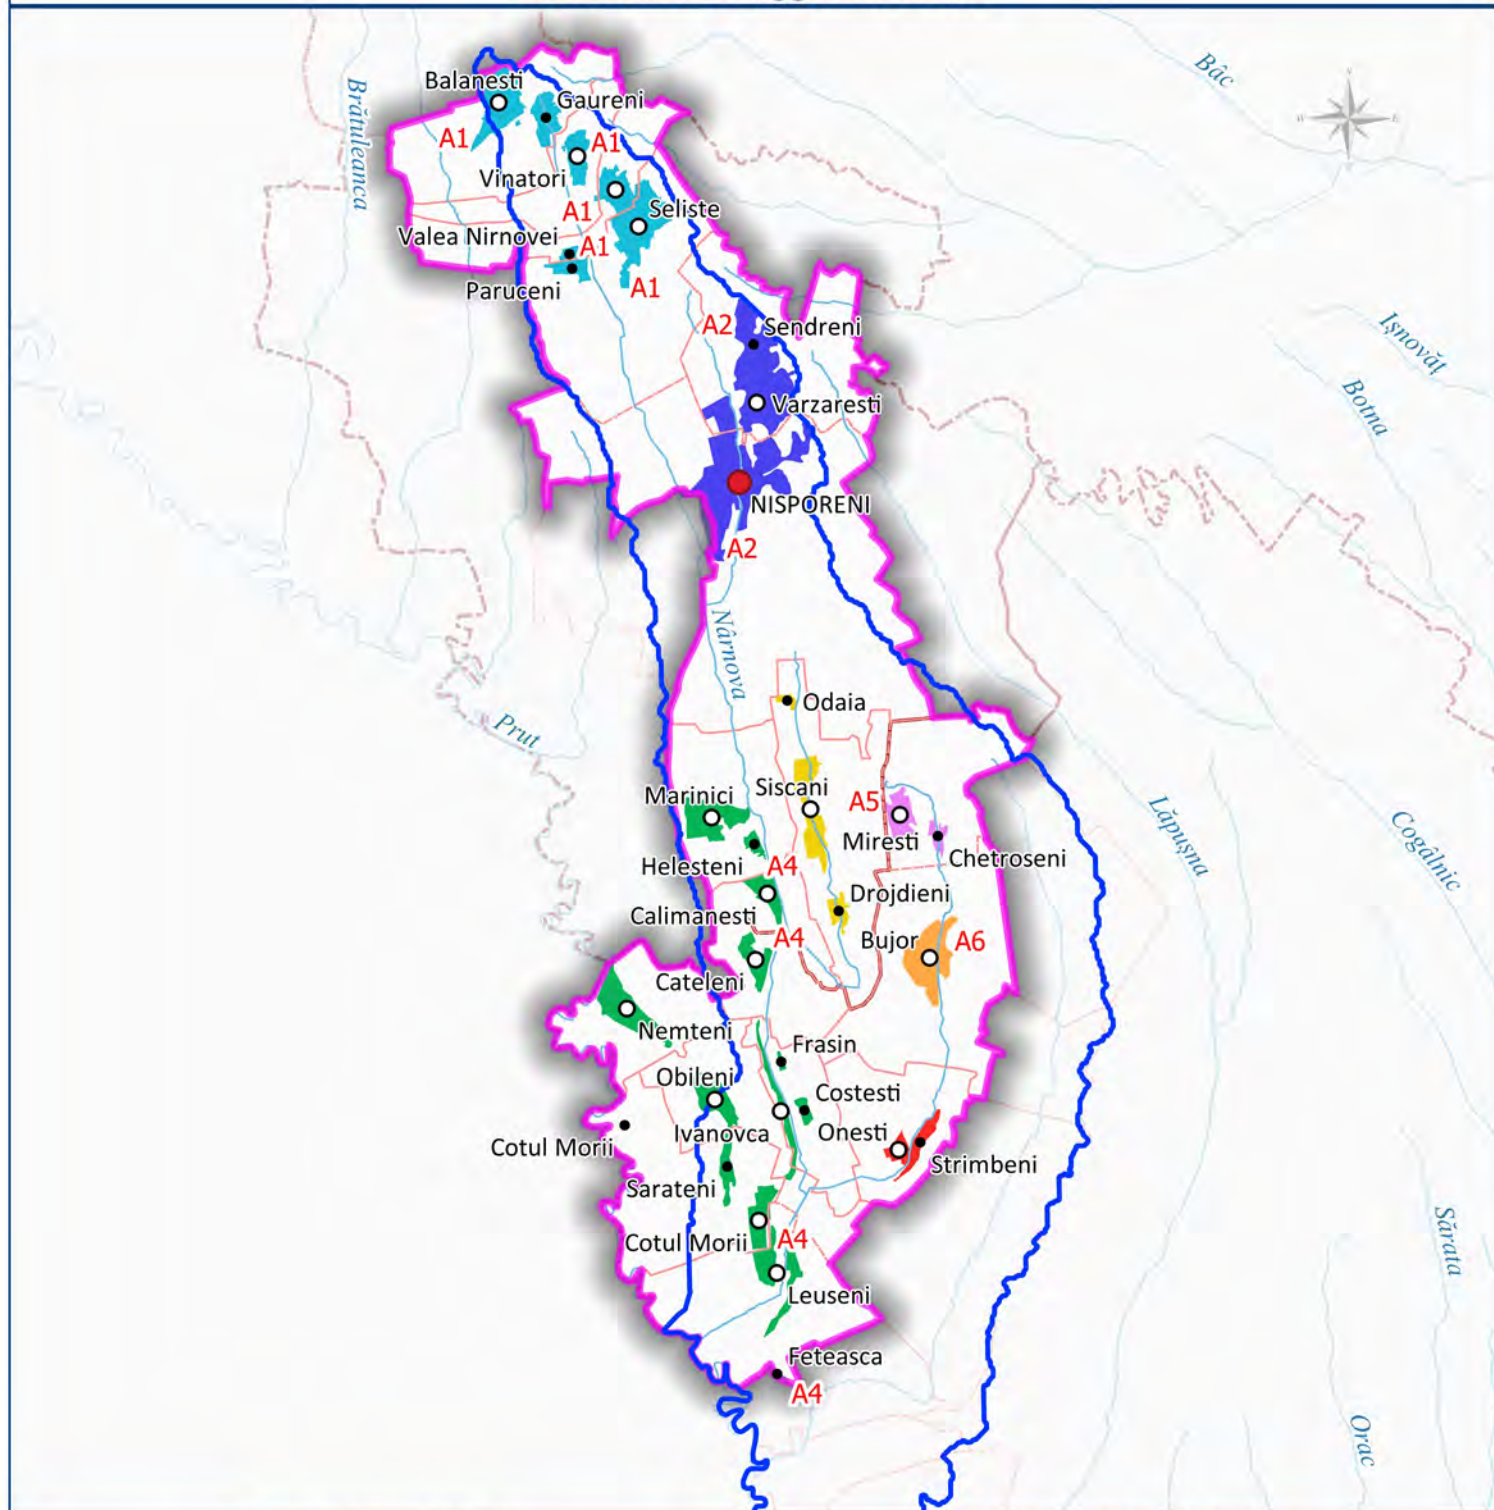 Bâc
Balanesti
Gaureni
Brătuleanca
A1
A1
Vinatori
A1
Seliste
Valea Nirnovei
A1
Paruceni
A1
A2
Sendreni
Işnovăţ
Botna
Varzaresti
NISPORENI
A2
Nârnova
Odaia
Prut
Siscani
Marinici
A5
Miresti
Lăpuşna
Cogâlnic
Chetroseni
Helesteni
A4
Drojdieni
Calimanesti
A4
Bujor
A6
Cateleni
Nemteni
Frasin
Obileni
Costesti
Ivanovca
Onesti
Cotul Morii
Strimbeni
Sarateni
Sărata
Cotul Morii
A4
Leuseni
Feteasca
A4
Orac